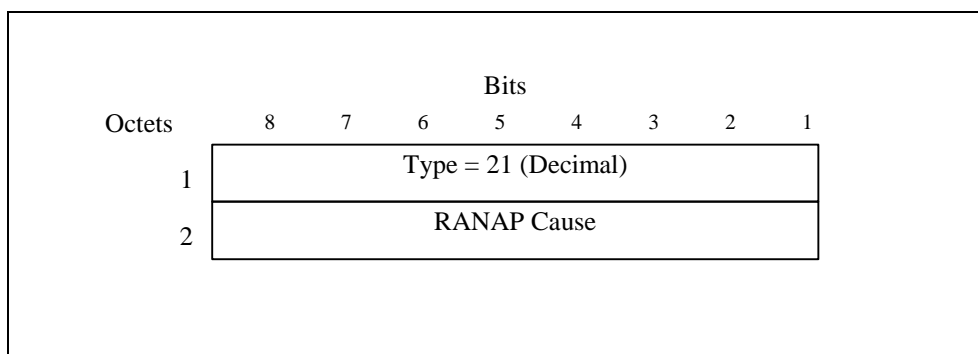 Bits
Octets 8 7 6 5 4 3 2 1
1 Type = 21 (Decimal)
2 RANAP Cause